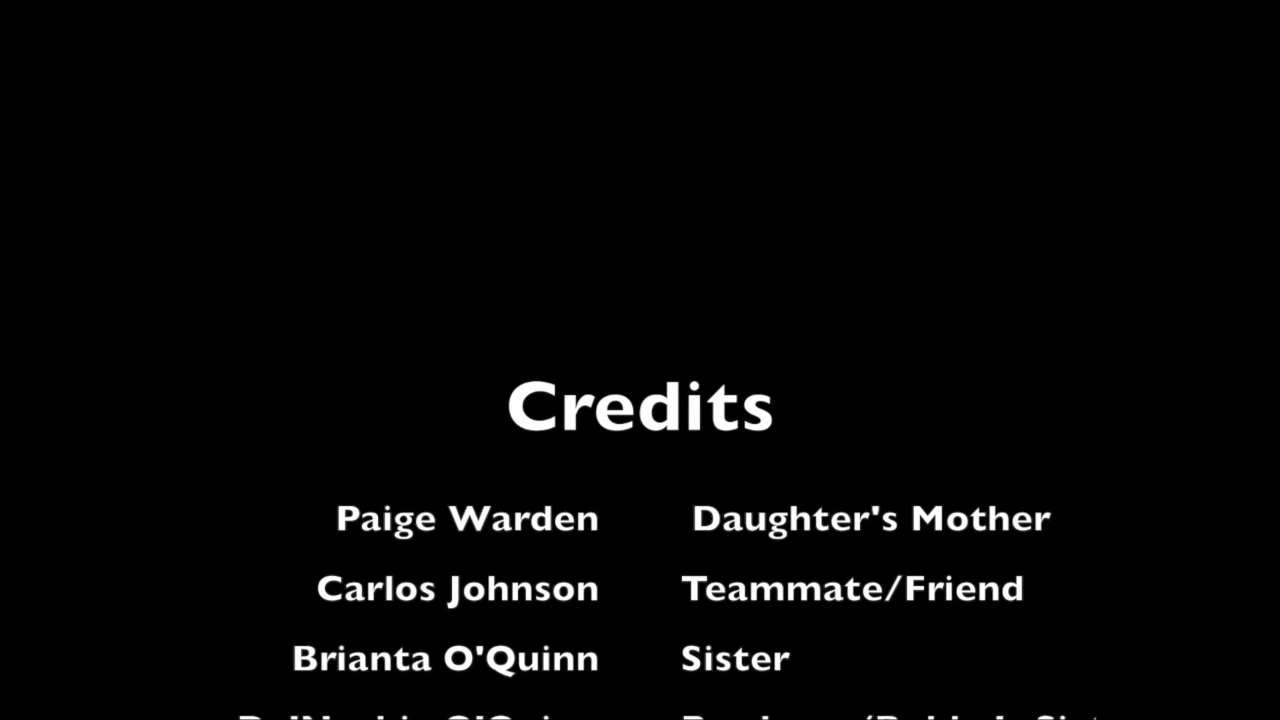 Credits
Paige Warden Daughter's Mother
Carlos Johnson Teammate/Friend
Brianta O'Quinn Sister